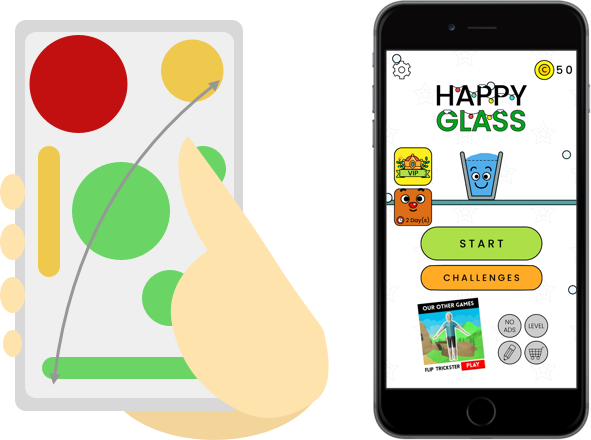 C 50
HAPPY
GLASS
VIP
2 Day(s)
START
CHALLENGES
OUR OTHER GAMES
NO
ADS
LEVEL
FLIP TRICKSTER PLAY